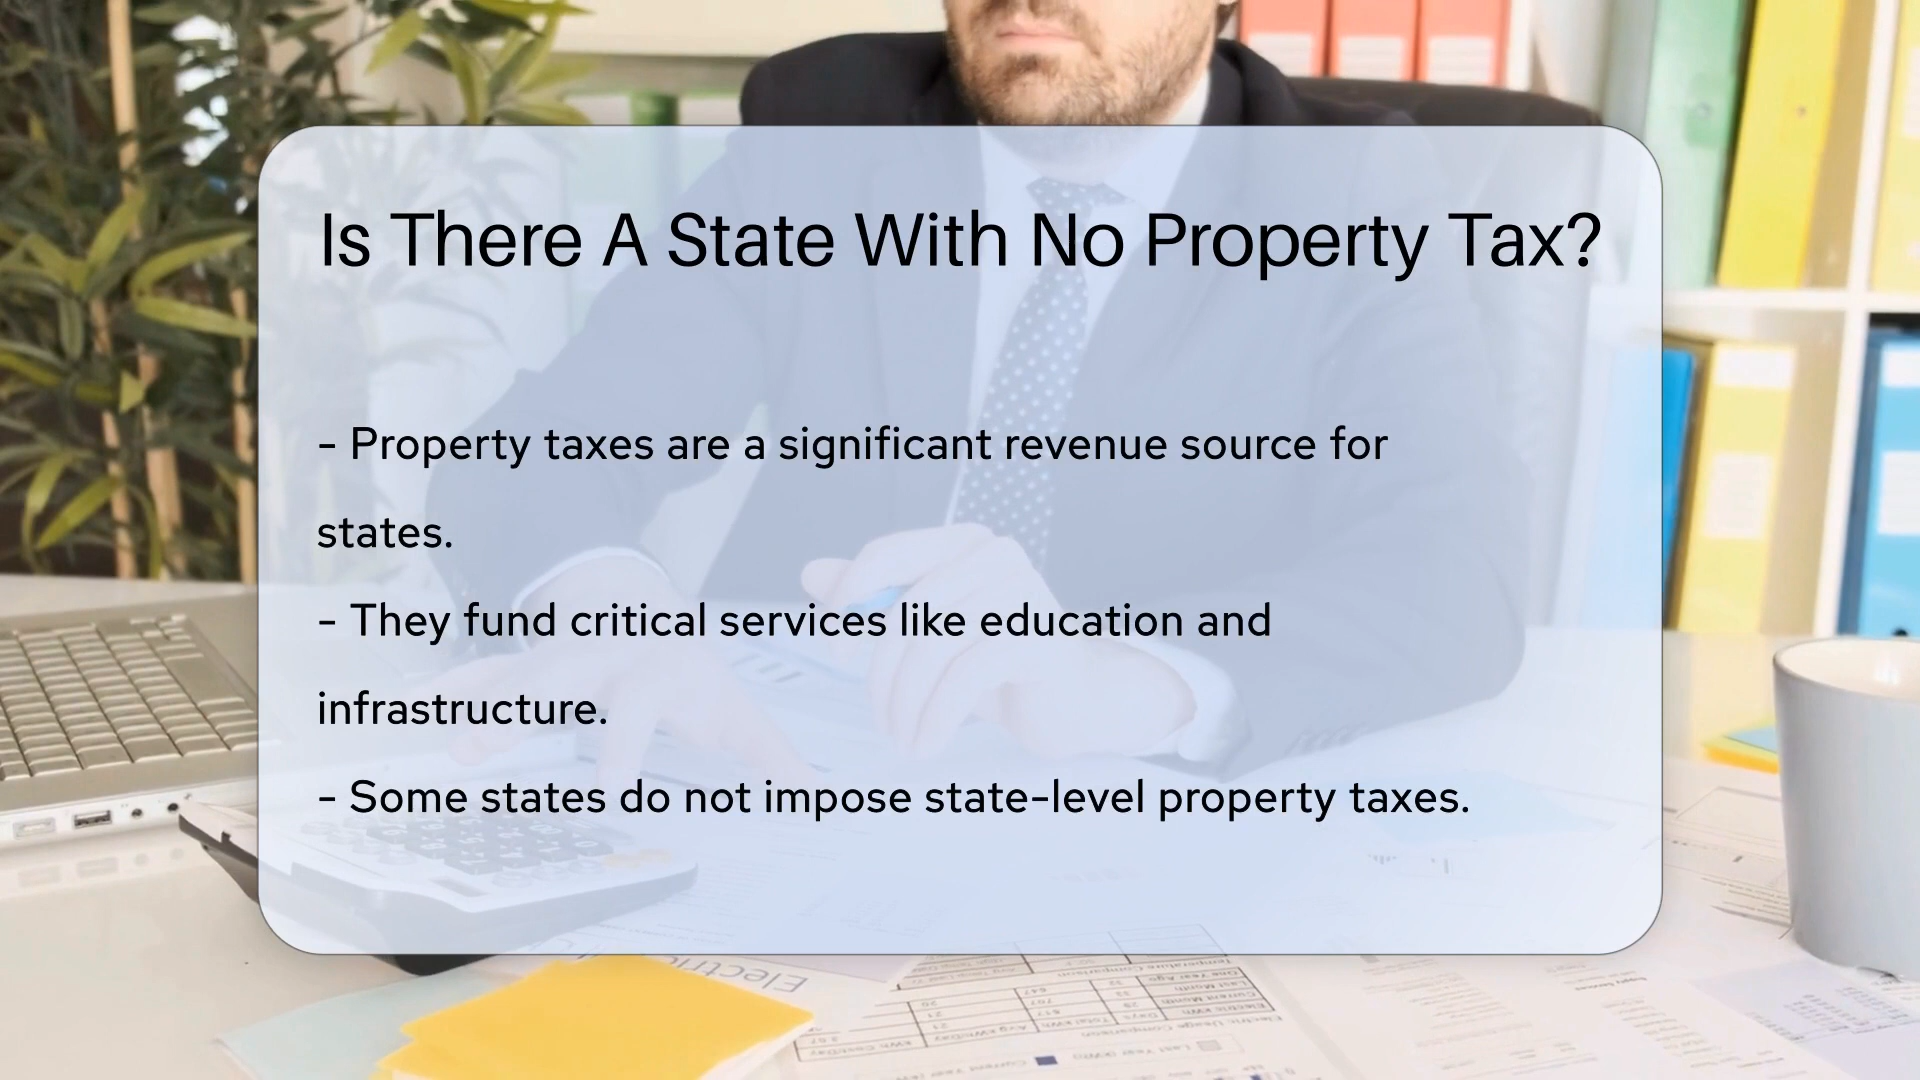 Is There A State With No Property Tax?
- Property taxes are a significant revenue source for
states.
- They fund critical services like education and
infrastructure.
- Some states do not impose state-level property taxes.